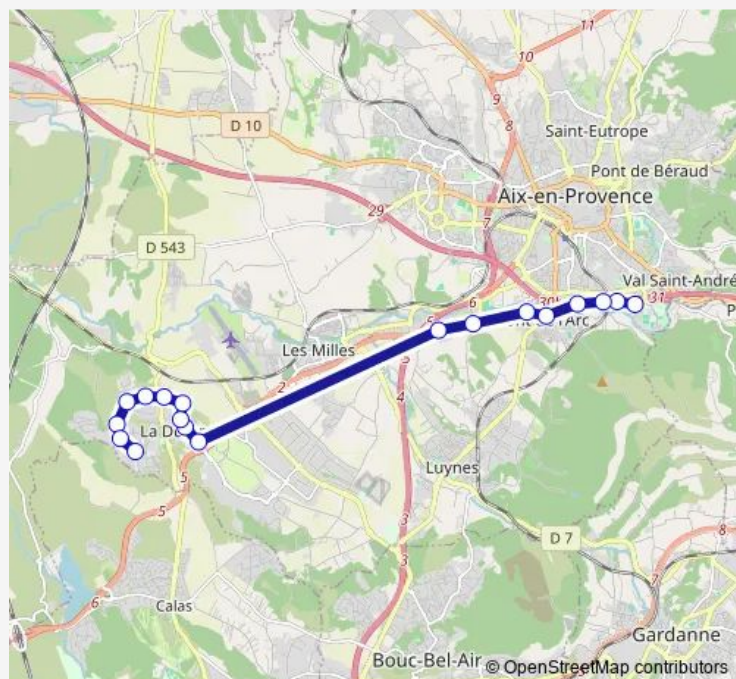 11
10
9
8
Saint-Eutrope
D 10
Pont de Béraud
Aix-en-Provence
29
7
D 543
Val Saint-André
6
30
31
5
Les Milles
2
5
4
La D
5
Luynes
5
3
D 7
8
3
7
6
Calas
Gardanne
Bouc-Bel-Air
© OpenStreetMap contributors